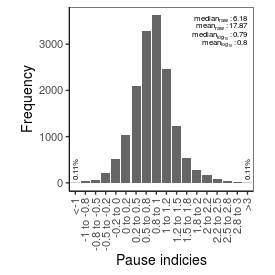 median_raw : 6.18
mean_raw : 17.87
median_log10 : 0.79
mean_log10 : 0.8
Frequency
3000
2000
1000
0
0.11%
0.11%
<-1
-1 to -0.8
-0.8 to -0.5
-0.5 to -0.2
-0.2 to 0
0 to 0.2
0.2 to 0.5
0.5 to 0.8
0.8 to 1
1 to 1.2
1.2 to 1.5
1.5 to 1.8
1.8 to 2
2 to 2.2
2.2 to 2.5
2.5 to 2.8
2.8 to 3
>3
Pause indicies